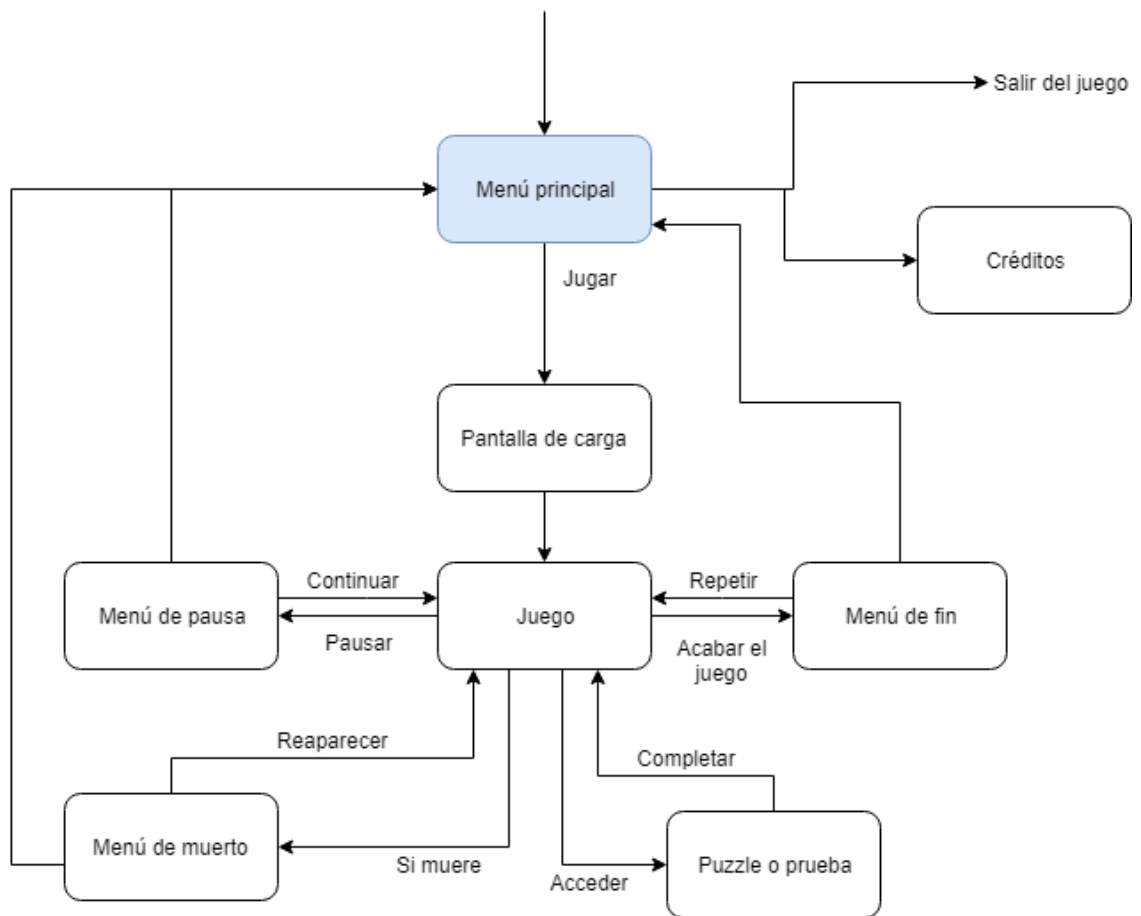 Salir del juego
Menú principal
Créditos
Jugar
Pantalla de carga
Continuar
Repetir
Menú de pausa
Juego
Menú de fin
Pausar
Acabar el
juego
Reaparecer
Completar
Menú de muerto
Si muere
Acceder
Puzzle o prueba